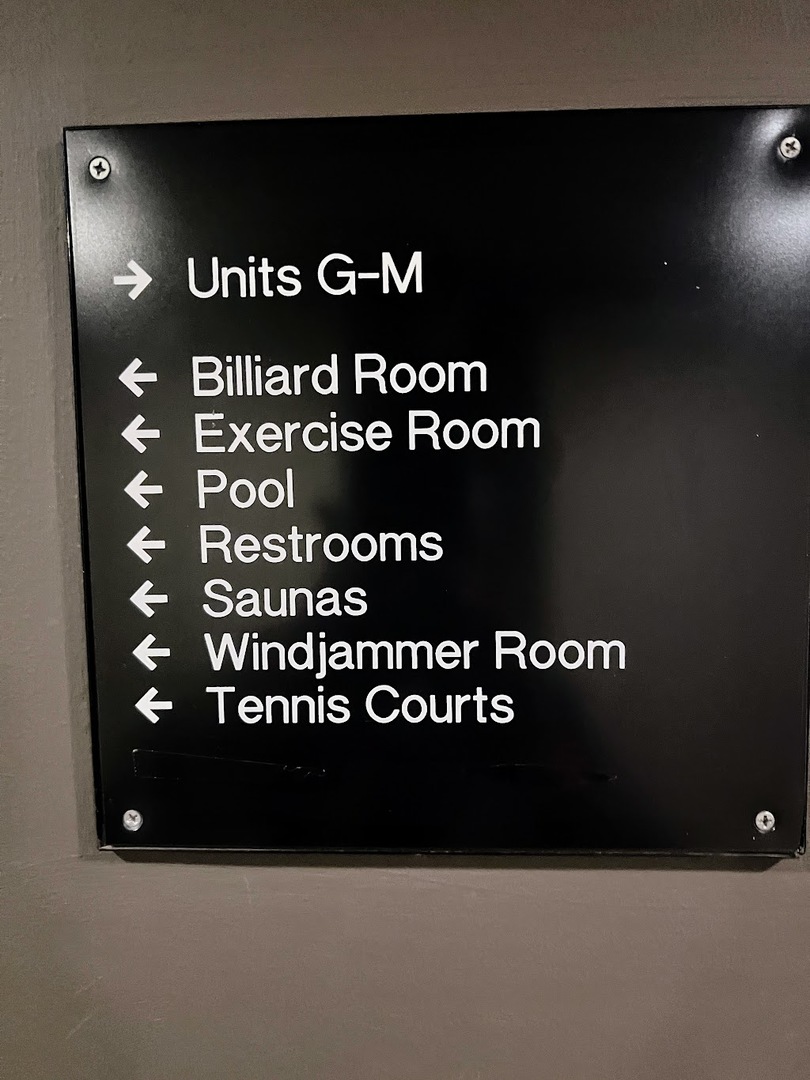 → Units G-M
← Billiard Room
← Exercise Room
← Pool
← Restrooms
← Saunas
← Windjammer Room
← Tennis Courts